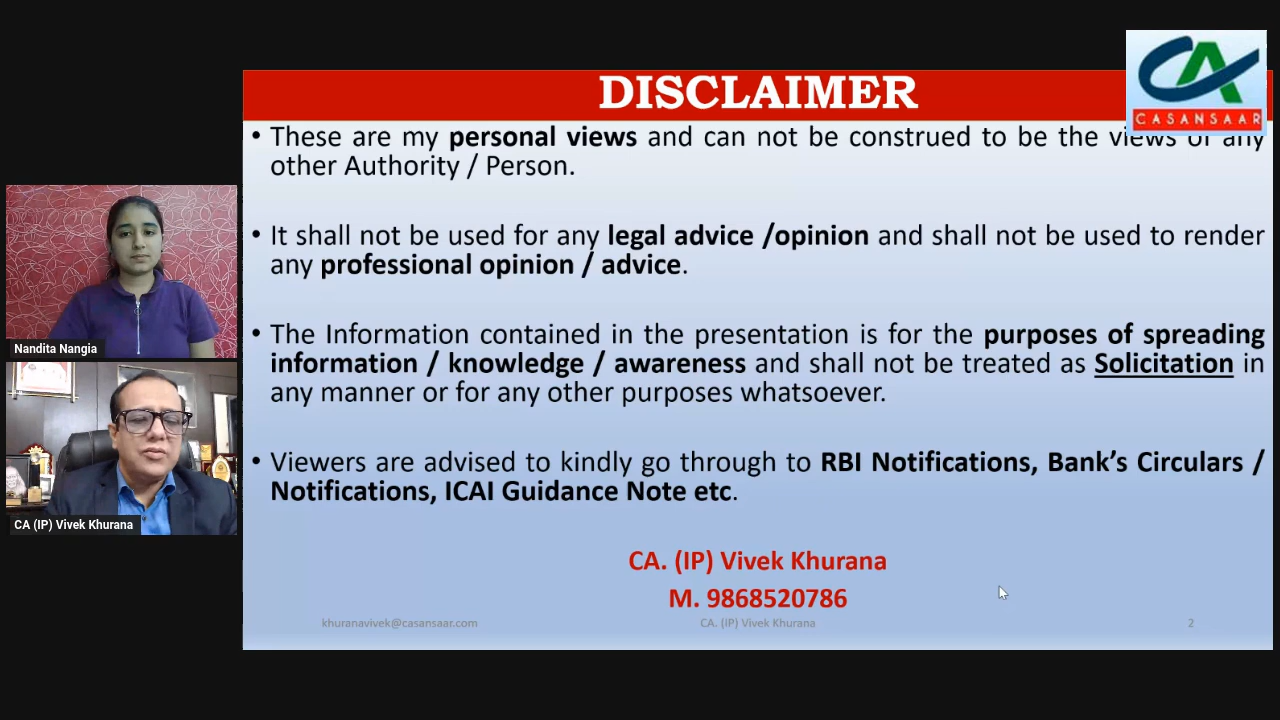 DISCLAIMER
CASANSAAR
• These are my personal views and can not be construed to be the views of any
other Authority / Person.
• It shall not be used for any legal advice /opinion and shall not be used to render
any professional opinion / advice.
• The Information contained in the presentation is for the purposes of spreading
information / knowledge / awareness and shall not be treated as Solicitation in
any manner or for any other purposes whatsoever.
• Viewers are advised to kindly go through to RBI Notifications, Bank’s Circulars /
Notifications, ICAI Guidance Note etc.
CA. (IP) Vivek Khurana
M. 9868520786
khuranavivek@casansaar.com
CA. (IP) Vivek Khurana
2
Nandita Nangia
CA (IP) Vivek Khurana